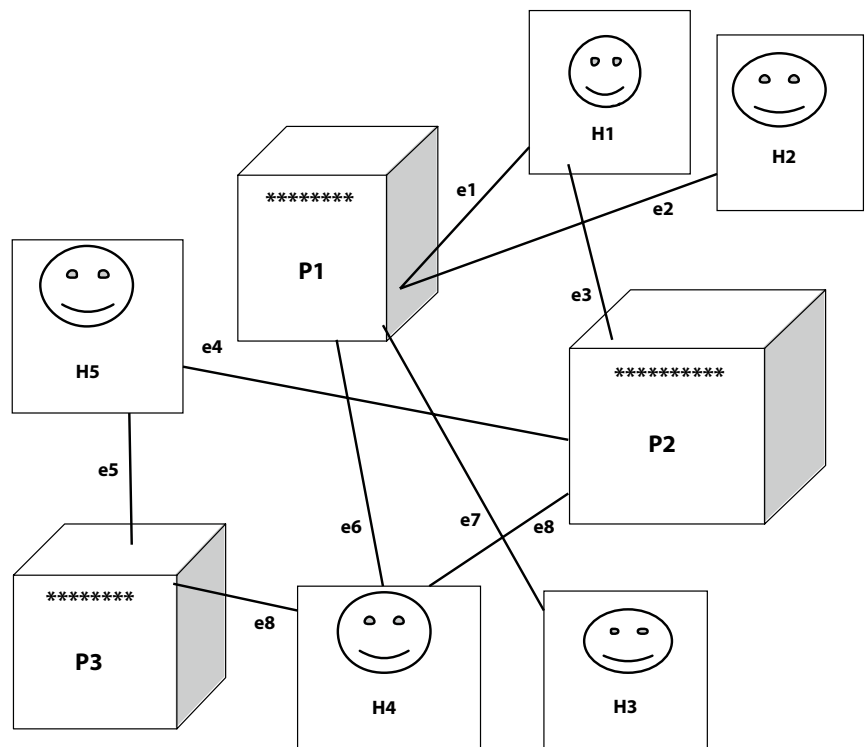 H1
H2
e1
********
e2
P1
e3
e4
H5
**********
P2
e5
e6
e7
e8
********
e8
P3
H4
H3